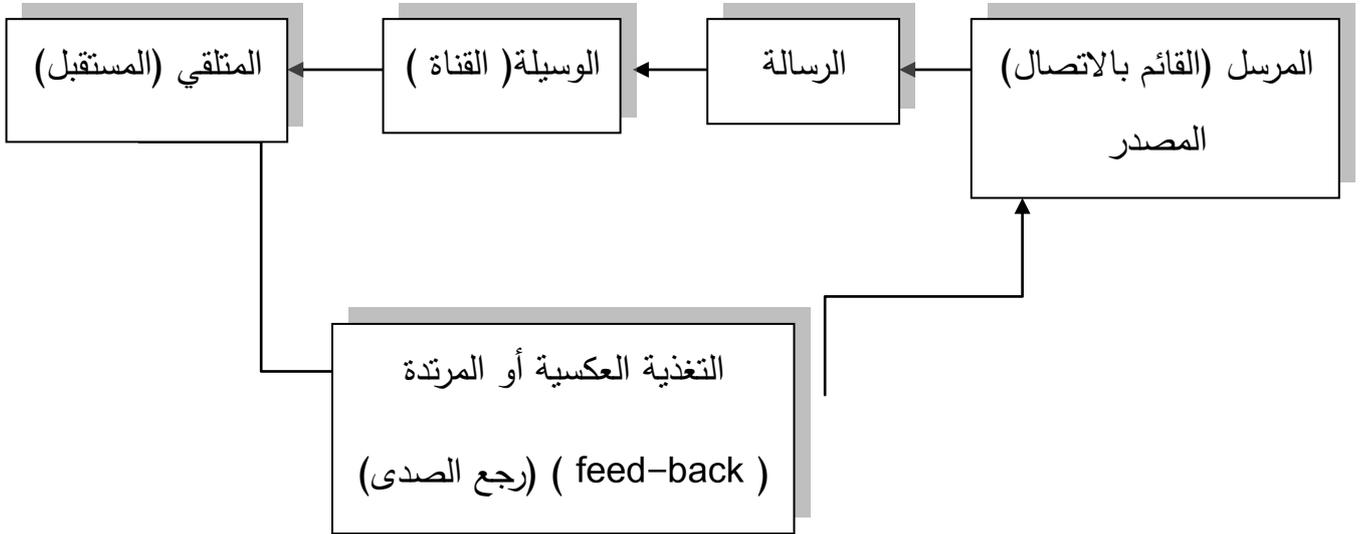 المرسل (القائم بالاتصال)
المصدر
الرسالة
الوسيلة( القناة )
المتلقي (المستقبل)
التغذية العكسية أو المرتدة
( feed-back ) (رجع الصدى)